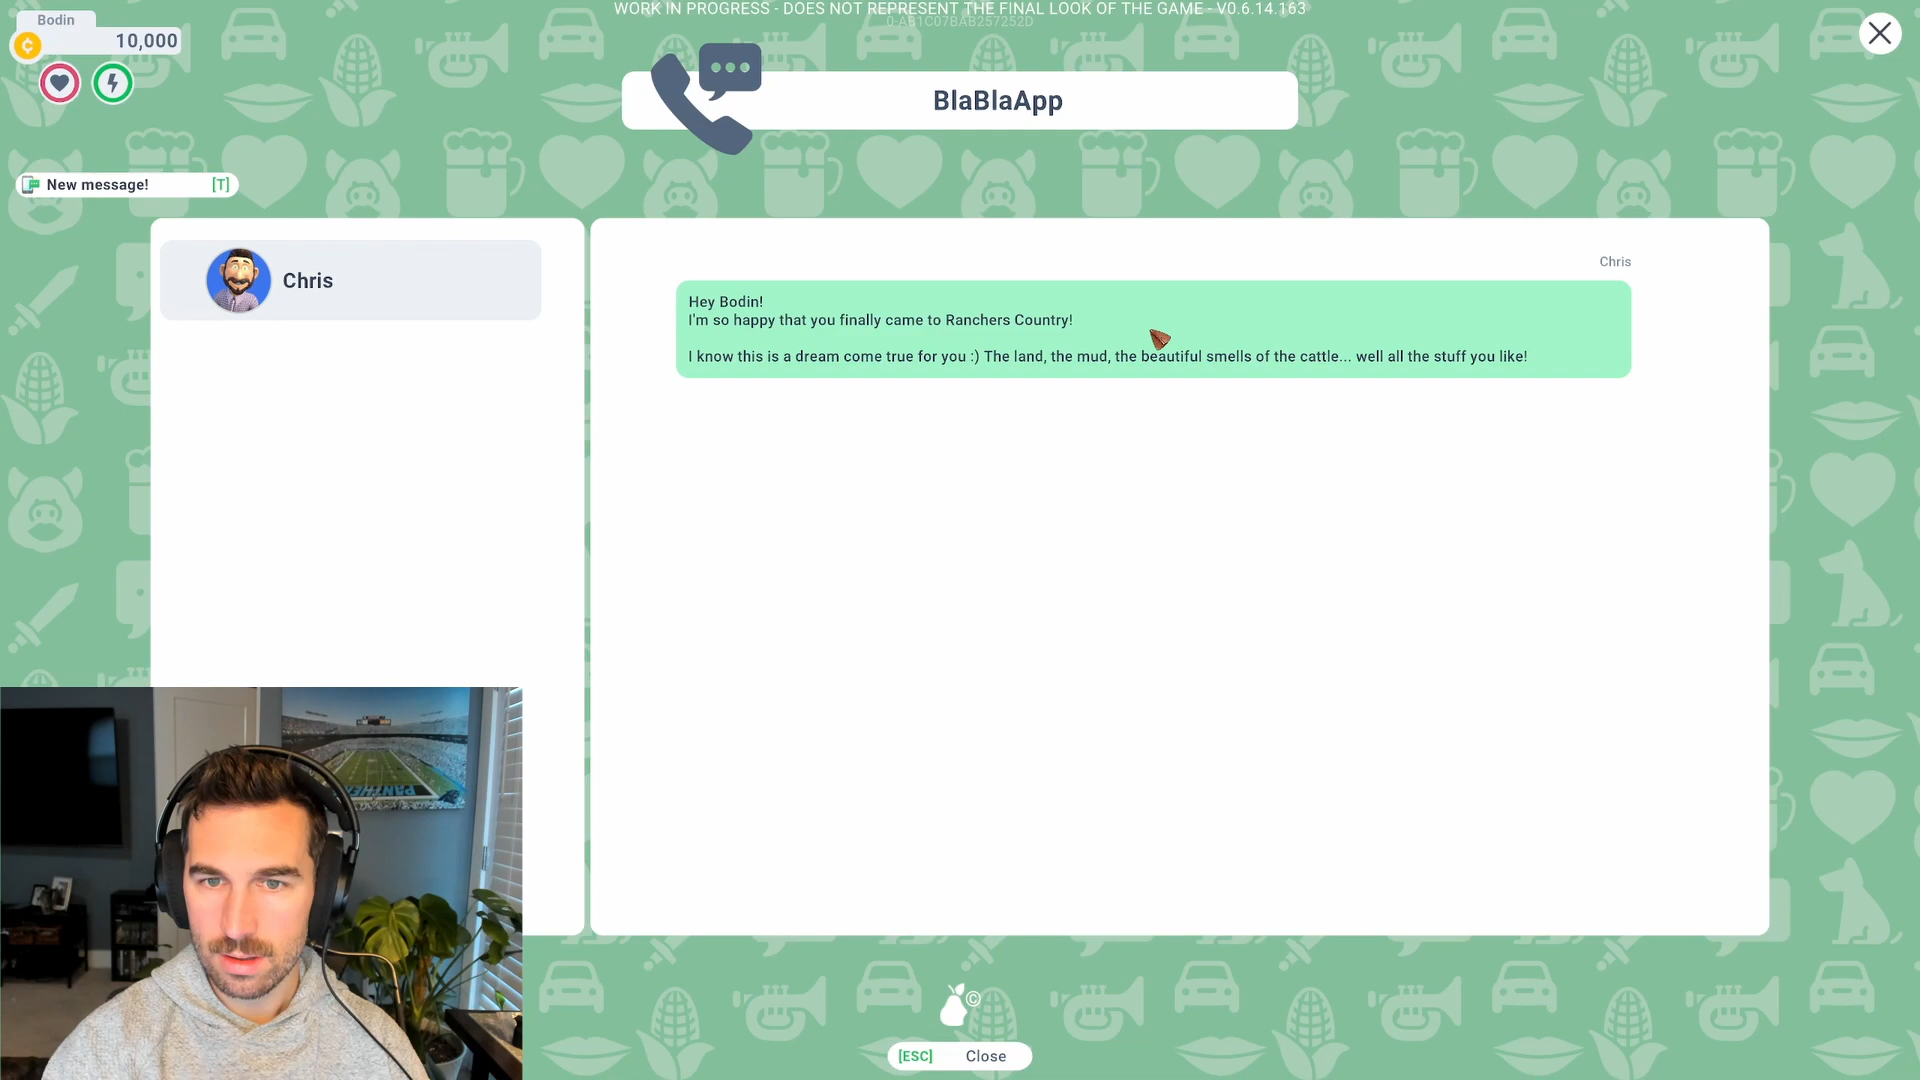 WORK IN PROGRESS - DOES NOT REPRESENT THE FINAL LOOK OF THE GAME - V0.6.14.163
0-AB1C07BAB257252D
Bodin
10,000
BlaBlaApp
New message! [T]
Chris
Chris
Hey Bodin!
I'm so happy that you finally came to Ranchers Country!
I know this is a dream come true for you :) The land, the mud, the beautiful smells of the cattle... well all the stuff you like!
PANTHE
©
[ESC] Close